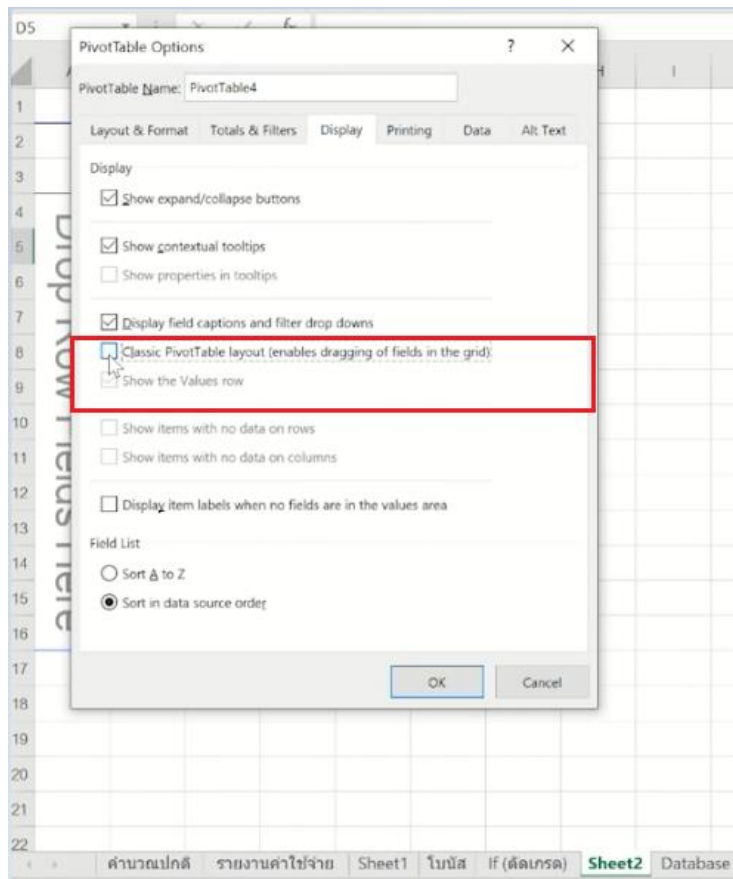 D5
fx
PivotTable Options ? ×
PivotTable Name: PivotTable4
H I
Layout & Format Totals & Filters Display Printing Data Alt Text
Display
Show expand/collapse buttons
Show contextual tooltips
Show properties in tooltips
Display field captions and filter drop downs
Classic PivotTable layout (enables dragging of fields in the grid)
Show the Values row
Show items with no data on rows
Show items with no data on columns
Display item labels when no fields are in the values area
Field List
Sort A to Z
Sort in data source order
OK Cancel
1
2
3
4
5
6
7
8
9
10
11
12
13
14
15
16
17
18
19
20
21
22
Drop Row Fields Here
คำนวณปกติ รายงานค่าใช้จ่าย Sheet1 โบนัส If (ตัดเกรด) Sheet2 Database